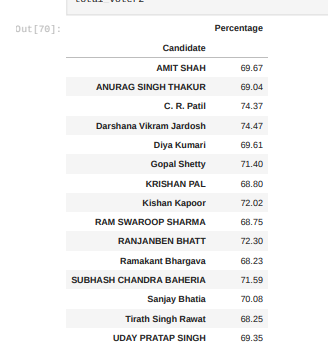 Out[70]:
Percentage
Candidate
AMIT SHAH 69.67
ANURAG SINGH THAKUR 69.04
C. R. Patil 74.37
Darshana Vikram Jardosh 74.47
Diya Kumari 69.61
Gopal Shetty 71.40
KRISHAN PAL 68.80
Kishan Kapoor 72.02
RAM SWAROOP SHARMA 68.75
RANJANBEN BHATT 72.30
Ramakant Bhargava 68.23
SUBHASH CHANDRA BAHERIA 71.59
Sanjay Bhatia 70.08
Tirath Singh Rawat 68.25
UDAY PRATAP SINGH 69.35